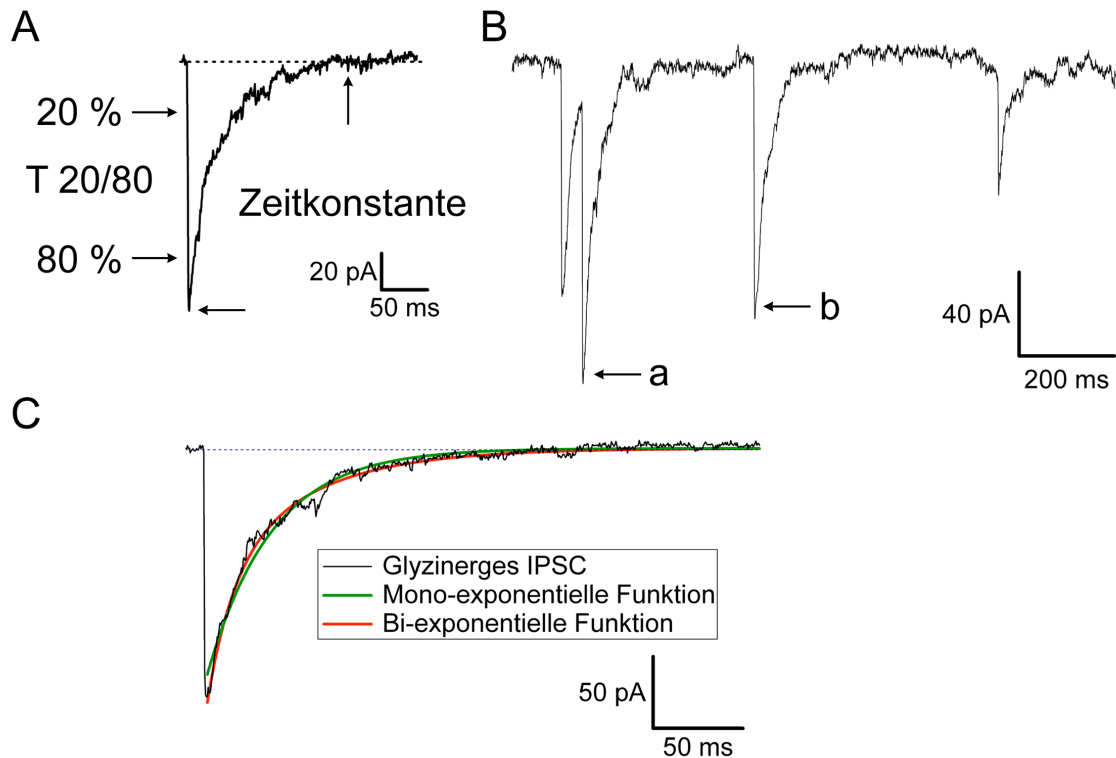 A
20 %
T 20/80
80 %
Zeitkonstante
20 pA
50 ms
B
a
b
40 pA
200 ms
C
Glyzinerges IPSC
Mono-exponentielle Funktion
Bi-exponentielle Funktion
50 pA
50 ms